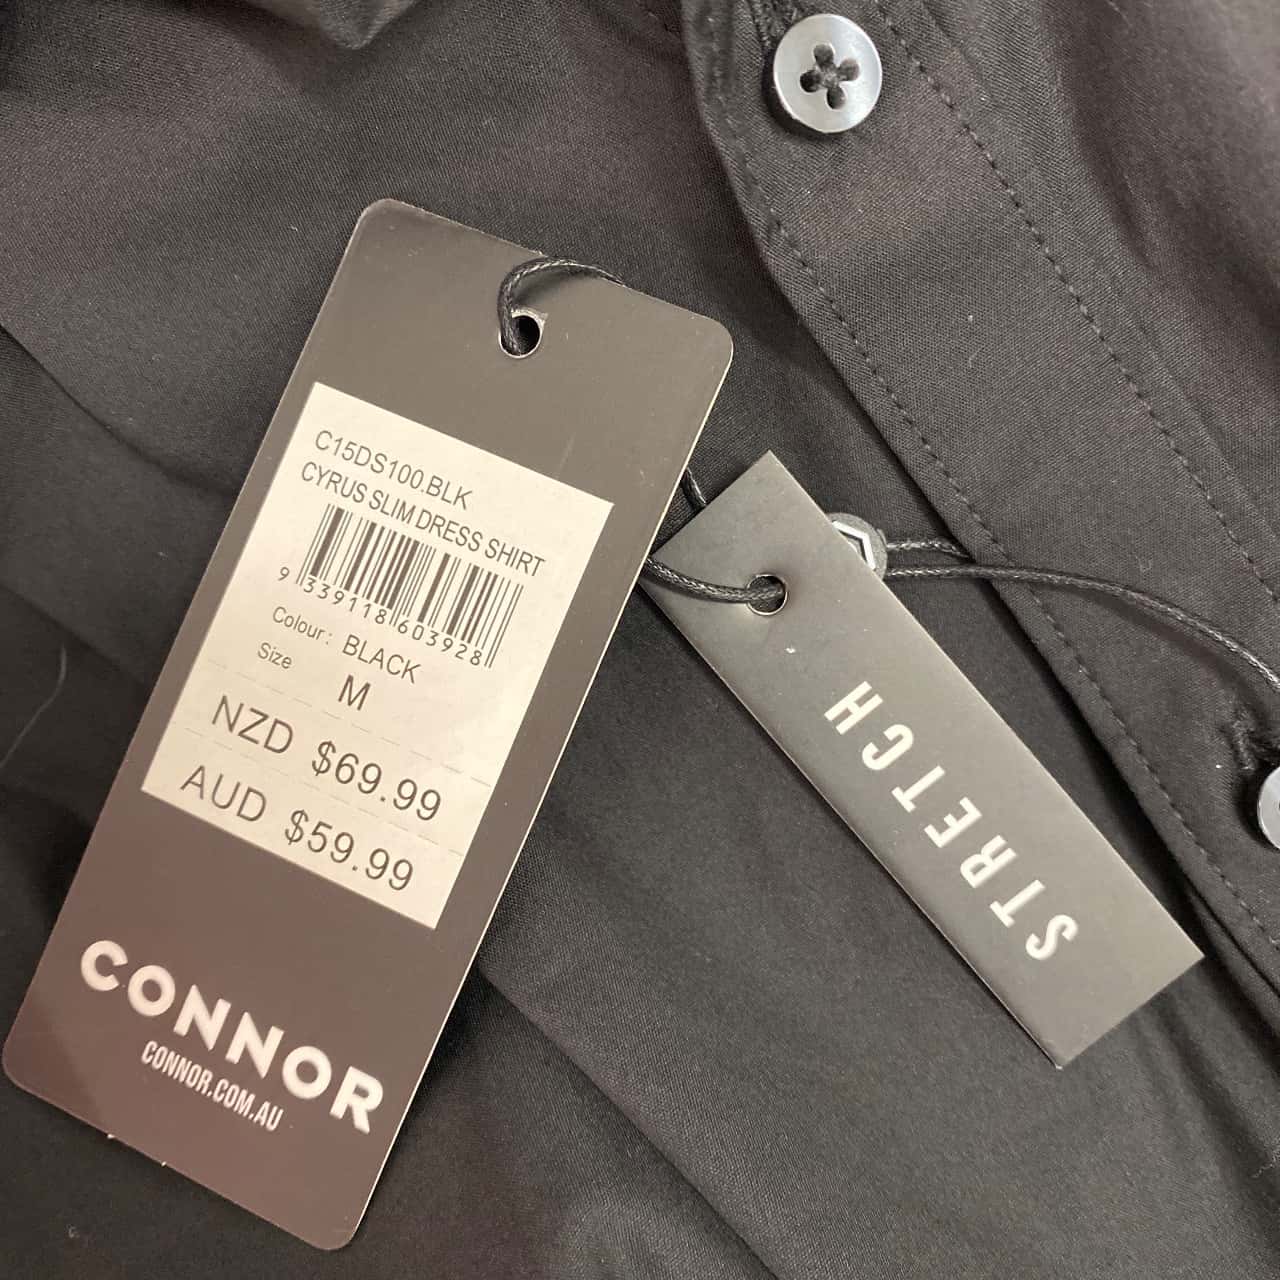 C15DS100.BLK
CYRUS SLIM DRESS SHIRT
9 339118 603928
Colour: BLACK
Size M
NZD $69.99
AUD $59.99
CONNOR
CONNOR.COM.AU
STRETCH